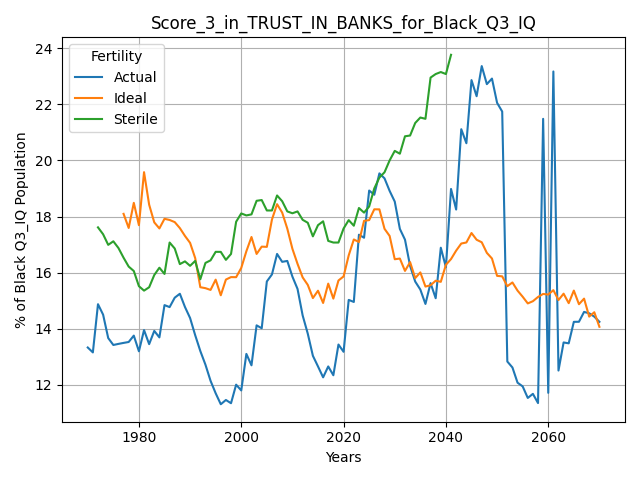 Score_3_in_TRUST_IN_BANKS_for_Black_Q3_IQ
Fertility
Actual
Ideal
Sterile
% of Black Q3_IQ Population
24
22
20
18
16
14
12
1980
2000
2020
2040
2060
Years